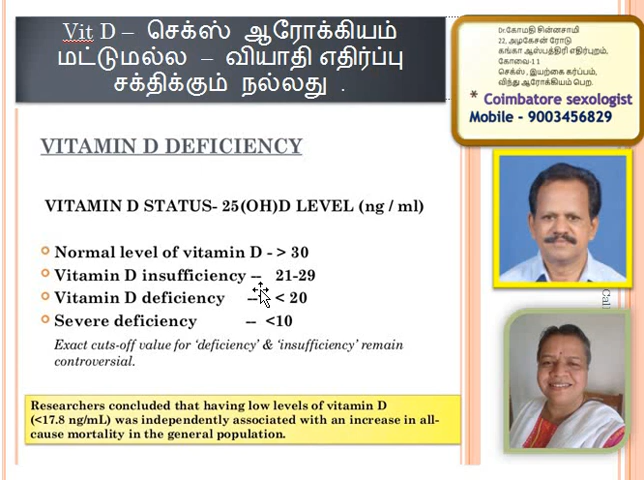 Vit D – செக்ஸ் ஆரோக்கியம்
மட்டுமல்ல – வியாதி எதிர்ப்பு
சக்திக்கும் நல்லது .
Dr.கோமதி சின்னசாமி
22, அழகேசன் ரோடு
கங்கா ஆஸ்பத்திரி எதிர்புறம்,
கோவை-11
செக்ஸ் , இயற்கை கர்ப்பம்,
விந்து ஆரோக்கியம் பெற.
* Coimbatore sexologist
Mobile - 9003456829
VITAMIN D DEFICIENCY
VITAMIN D STATUS- 25(OH)D LEVEL (ng / ml)
Normal level of vitamin D - > 30
Vitamin D insufficiency -- 21-29
Vitamin D deficiency -- < 20
Severe deficiency -- <10
Exact cuts-off value for ‘deficiency’ & ‘insufficiency’ remain
controversial.
Researchers concluded that having low levels of vitamin D
(<17.8 ng/mL) was independently associated with an increase in all-
cause mortality in the general population.